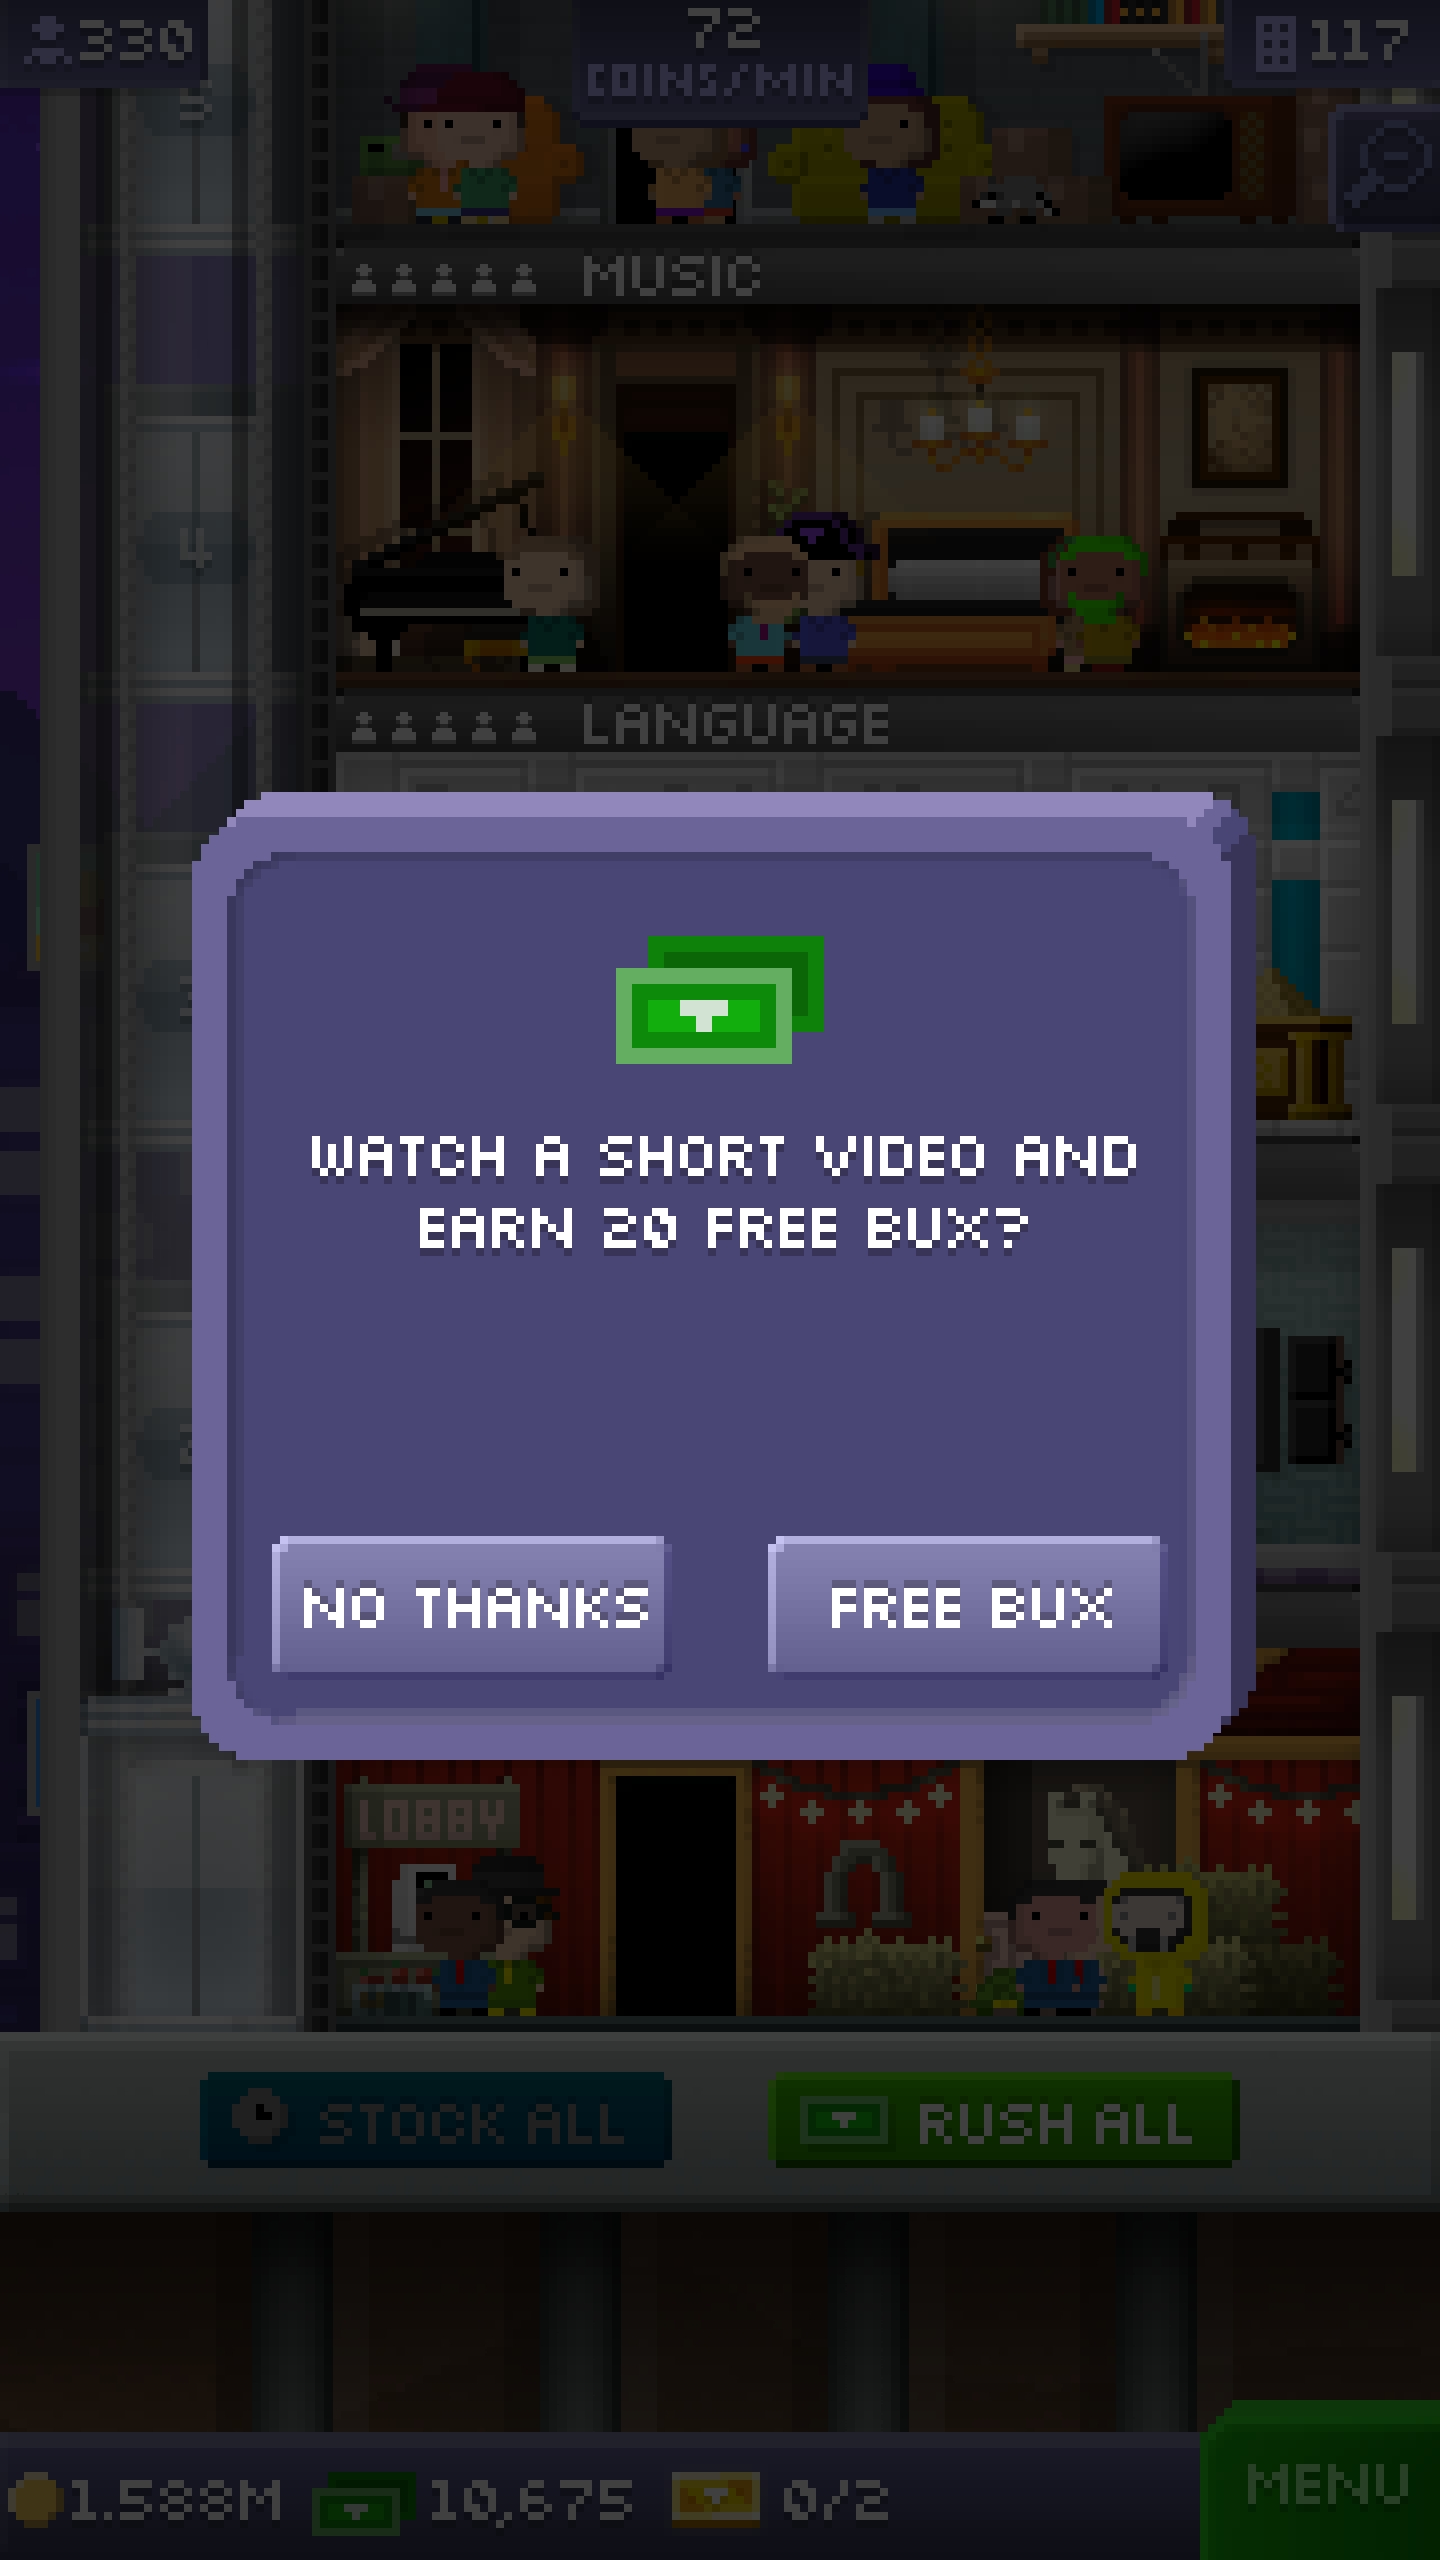 330
72
COINS/MIN
117
5
MUSIC
4
LANGUAGE
WATCH A SHORT VIDEO AND
EARN 20 FREE BUX?
NO THANKS
FREE BUX
LOBBY
STOCK ALL
RUSH ALL
1.588M
10,675
0/2
MENU